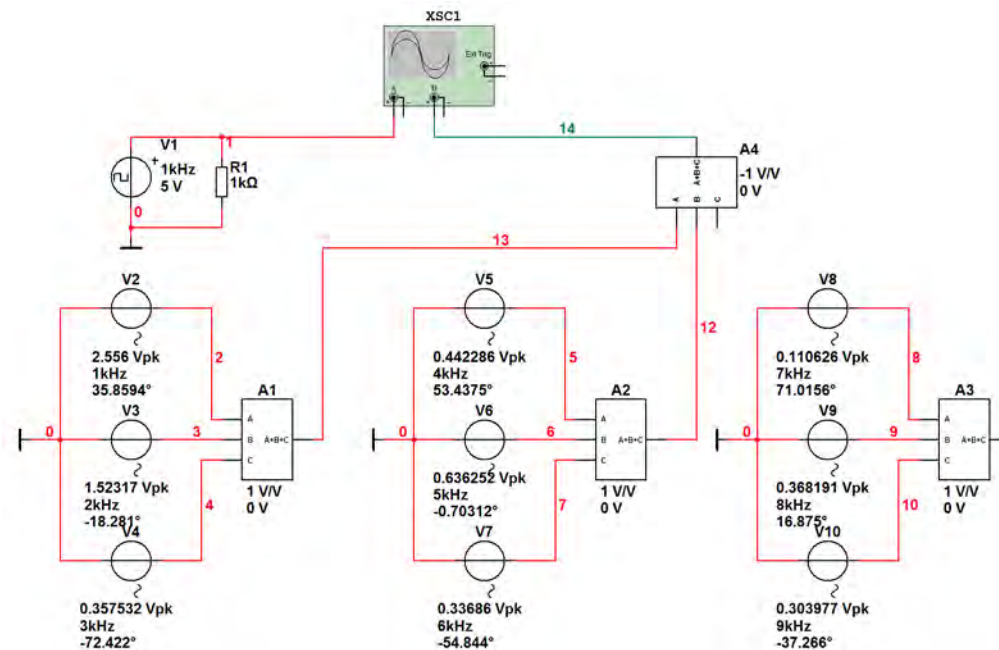 XSC1
Ext Trig
+
-
A
B
+ - + -
14
V1
+
1kHz
5 V
1
R1
1kΩ
0
A4
A+B+C
-1 V/V
0 V
A
B
C
13
V2
2.556 Vpk
1kHz
35.8594°
2
A1
V3
0
3
A
B
C
A+B+C
1.52317 Vpk
2kHz
-18.281°
4
1 V/V
0 V
V4
0.357532 Vpk
3kHz
-72.422°
V5
12
0.442286 Vpk
4kHz
53.4375°
5
A2
V6
0
6
A
B
C
A+B+C
0.636252 Vpk
5kHz
-0.70312°
7
1 V/V
0 V
V7
0.33686 Vpk
6kHz
-54.844°
V8
0.110626 Vpk
7kHz
71.0156°
8
A3
V9
0
9
A
B
C
A+B+C
0.368191 Vpk
8kHz
16.875°
10
1 V/V
0 V
V10
0.303977 Vpk
9kHz
-37.266°